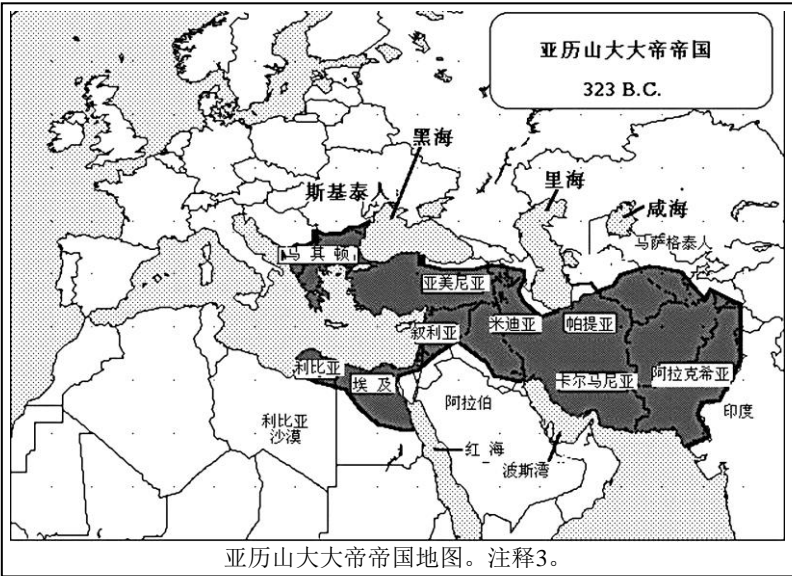 亚历山大大帝帝国
323 B.C.
黑海
斯基泰人
里海
咸海
马萨格泰人
马其顿
亚美尼亚
叙利亚
米迪亚
帕提亚
利比亚
埃及
卡尔马尼亚
阿拉克希亚
阿拉伯
印度
利比亚
沙漠
红海
波斯湾
亚历山大大帝帝国地图。注释3。